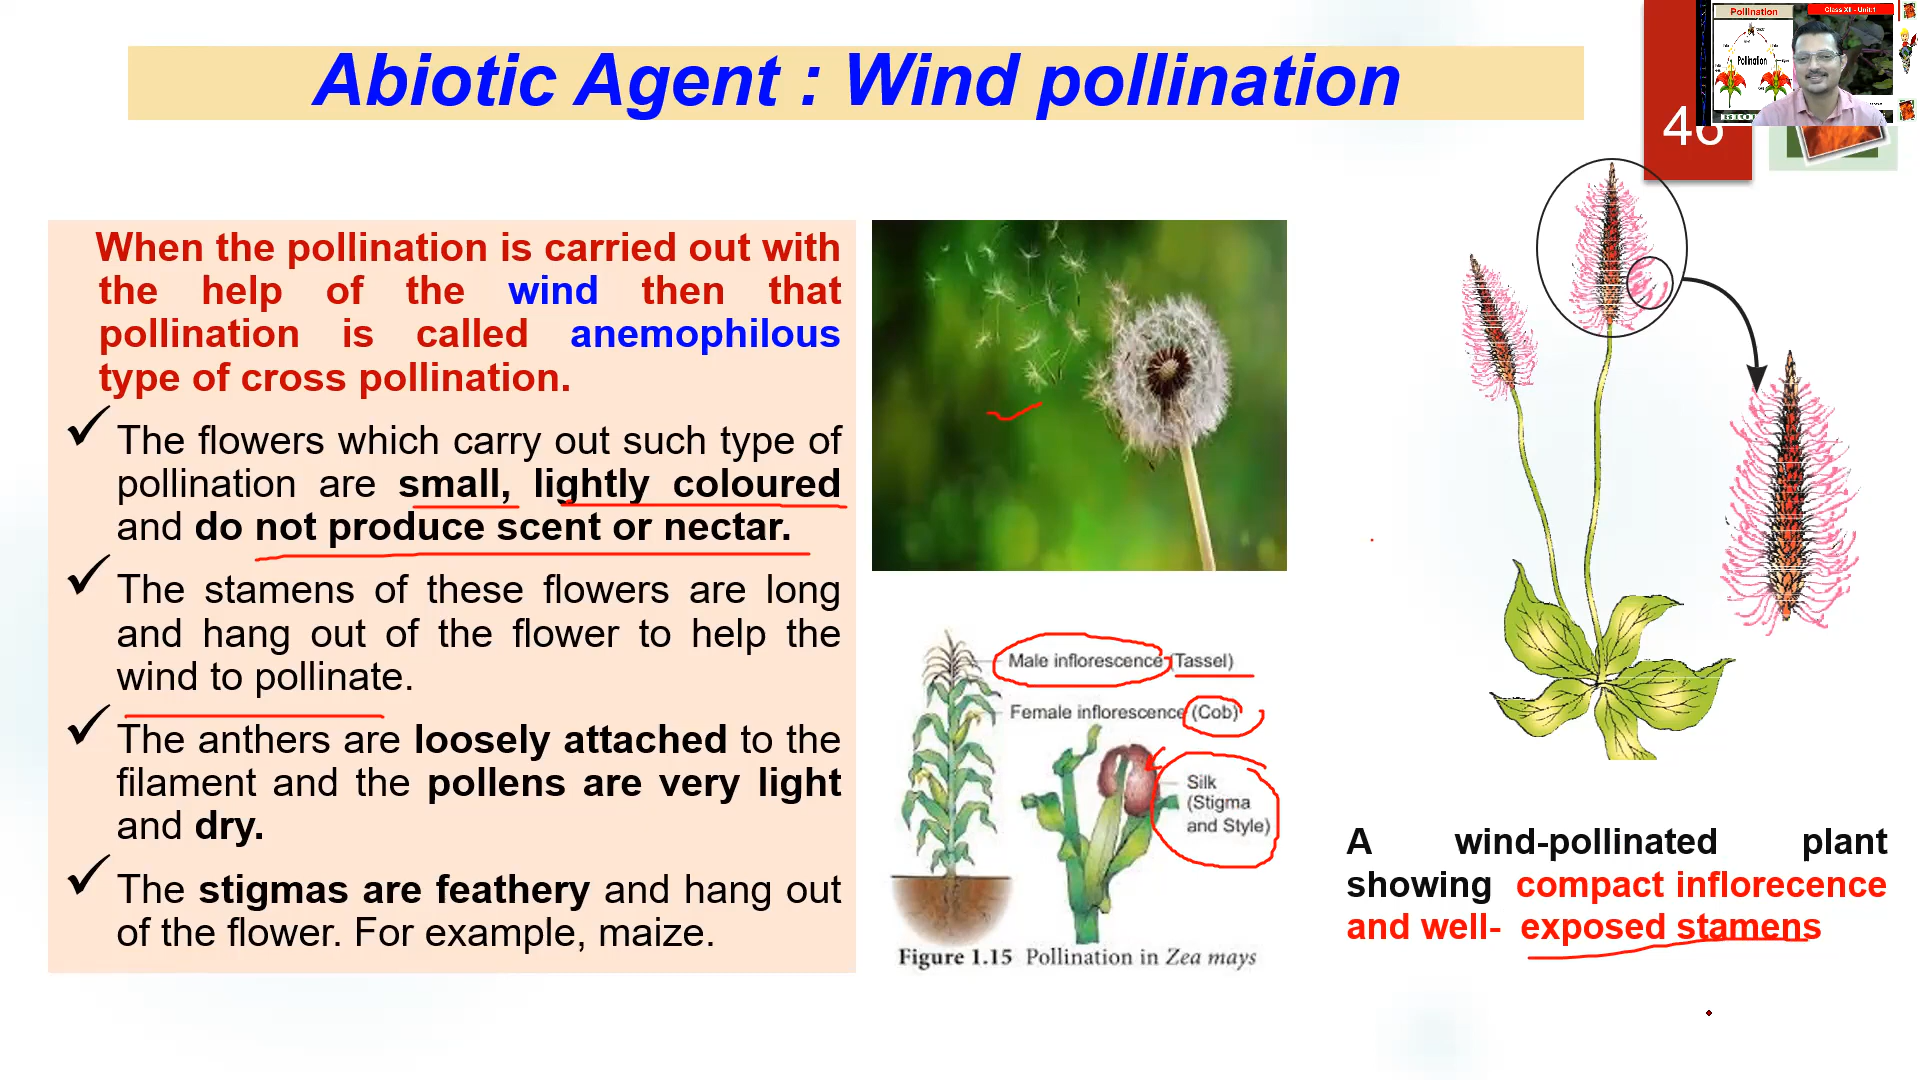 Abiotic Agent : Wind pollination
Pollination
Class XII - Unit:1
Pollination
46
When the pollination is carried out with
the help of the wind then that
pollination is called anemophilous
type of cross pollination.
✓ The flowers which carry out such type of
pollination are small, lightly coloured
and do not produce scent or nectar.
✓ The stamens of these flowers are long
and hang out of the flower to help the
wind to pollinate.
✓ The anthers are loosely attached to the
filament and the pollens are very light
and dry.
✓ The stigmas are feathery and hang out
of the flower. For example, maize.
Male inflorescence (Tassel)
Female inflorescence (Cob)
Silk
(Stigma
and Style)
Figure 1.15 Pollination in Zea mays
A wind-pollinated plant
showing compact inflorecence
and well- exposed stamens